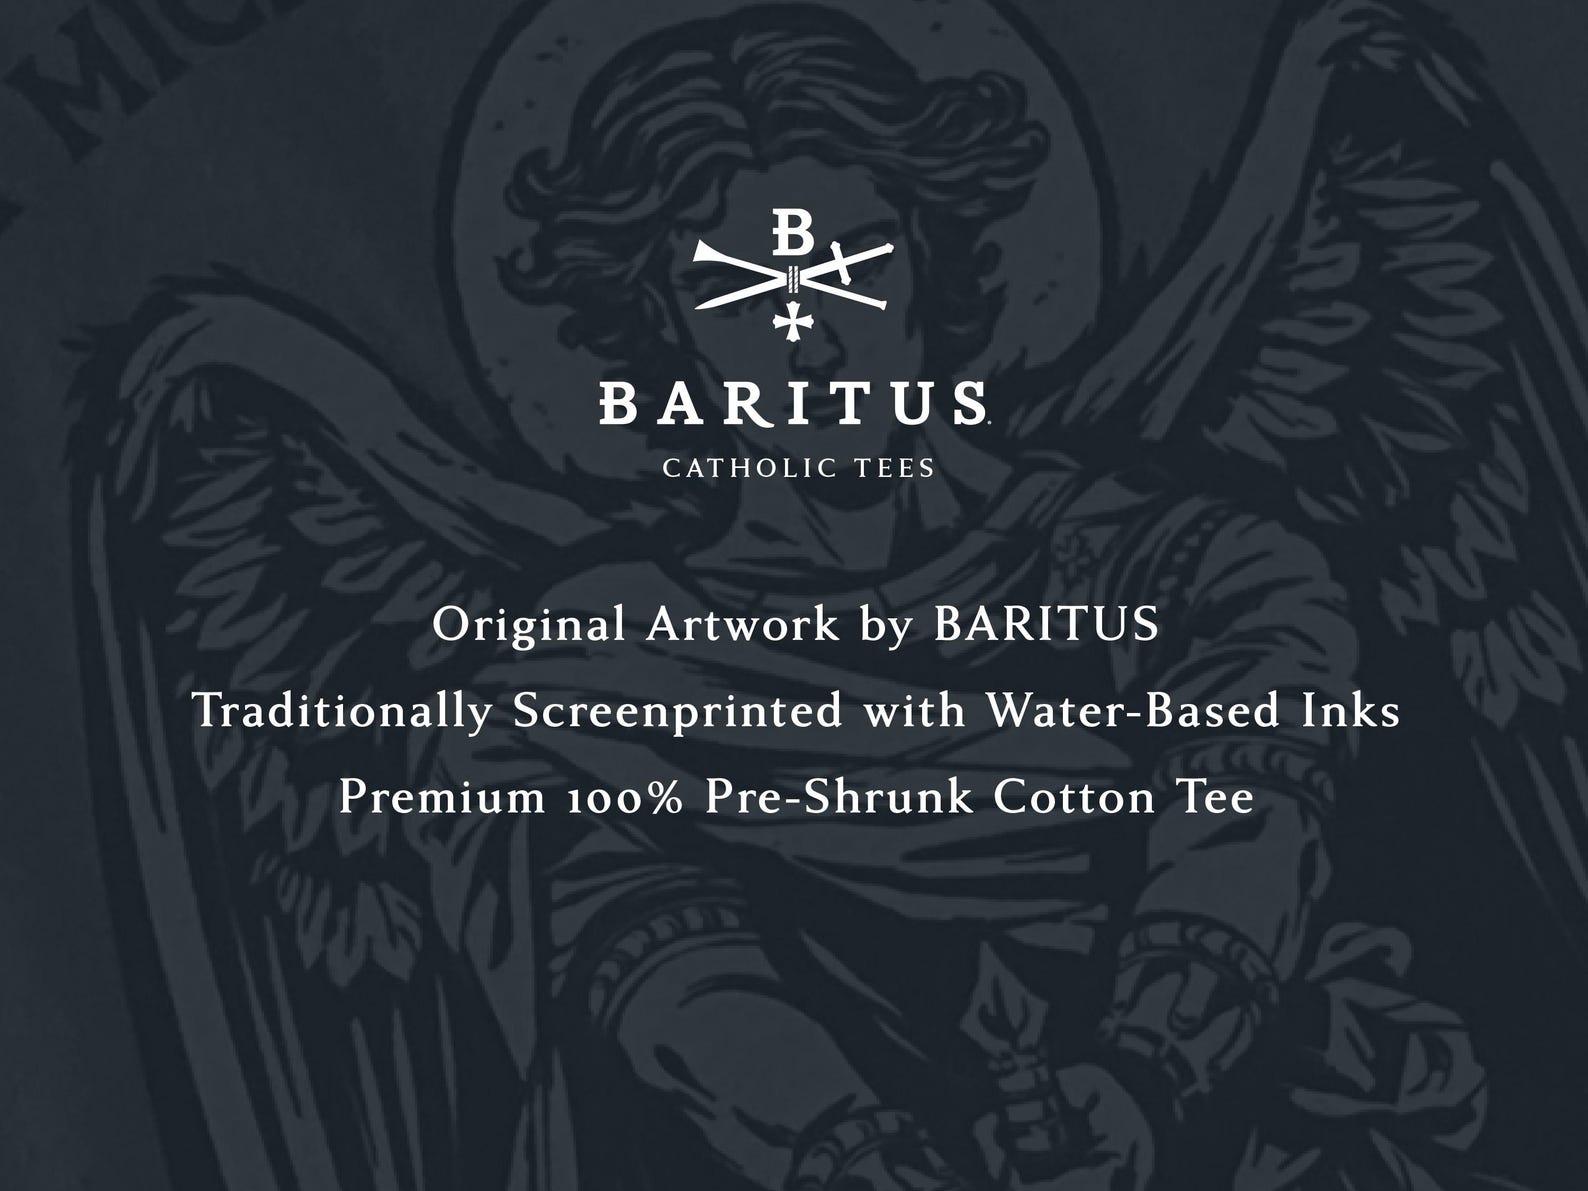 MIC
B
BARITUS
CATHOLIC TEES
Original Artwork by BARITUS
Traditionally Screenprinted with Water-Based Inks
Premium 100% Pre-Shrunk Cotton Tee